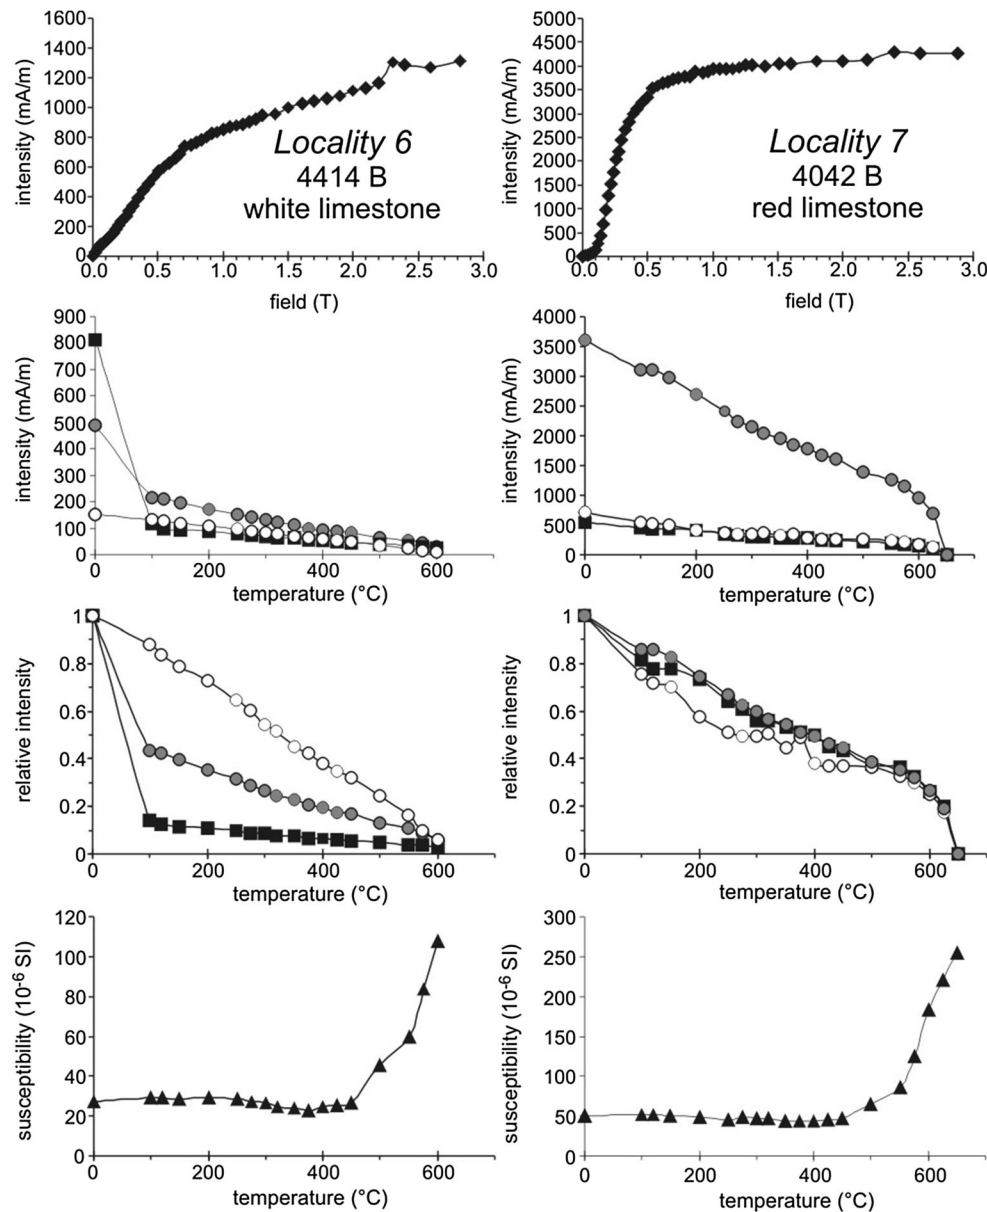 1600
1400
1200
1000
800
600
400
200
0
intensity (mA/m)
Locality 6
4414 B
white limestone
0.0 0.5 1.0 1.5 2.0 2.5 3.0
field (T)
5000
4500
4000
3500
3000
2500
2000
1500
1000
500
0
intensity (mA/m)
Locality 7
4042 B
red limestone
0.0 0.5 1.0 1.5 2.0 2.5 3.0
field (T)
900
800
700
600
500
400
300
200
100
0
intensity (mA/m)
0 200 400 600
temperature (°C)
4000
3500
3000
2500
2000
1500
1000
500
0
intensity (mA/m)
0 200 400 600
temperature (°C)
1
0.8
0.6
0.4
0.2
0
relative intensity
0 200 400 600
temperature (°C)
1
0.8
0.6
0.4
0.2
0
relative intensity
0 200 400 600
temperature (°C)
120
100
80
60
40
20
0
susceptibility (10⁻⁶ SI)
0 200 400 600
temperature (°C)
300
250
200
150
100
50
0
susceptibility (10⁻⁶ SI)
0 200 400 600
temperature (°C)